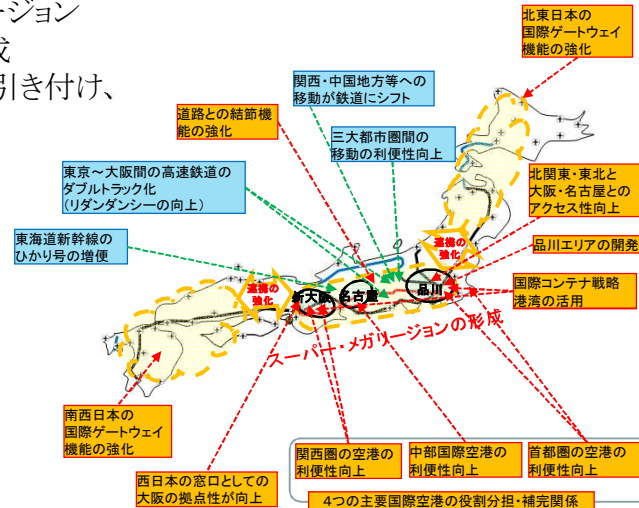 ージョン
成
引き付け、
北東日本の
国際ゲートウェイ
機能の強化
関西・中国地方等への
移動が鉄道にシフト
道路との結節機
能の強化
三大都市圏間の
移動の利便性向上
東京～大阪間の高速鉄道の
ダブルトラック化
(リダンダンシーの向上)
北関東・東北と
大阪・名古屋との
アクセス性向上
東海道新幹線の
ひかり号の増便
連携の
強化
品川エリアの開発
連携の
強化
新大阪
名古屋
品川
国際コンテナ戦略
港湾の活用
スーパー・メガリージョンの形成
南西日本の
国際ゲートウェイ
機能の強化
関西圏の空港の
利便性向上
中部国際空港の
利便性向上
首都圏の空港の
利便性向上
西日本の窓口としての
大阪の拠点性が向上
4つの主要国際空港の役割分担・補完関係